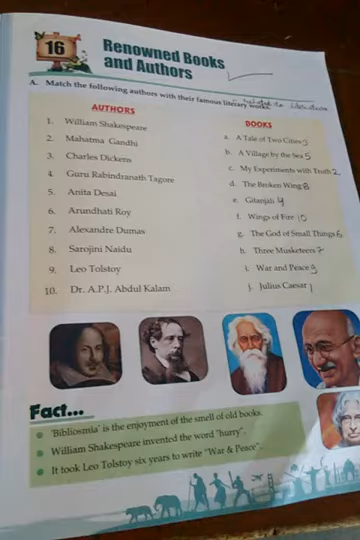 16
Renowned Books
and Authors
A. Match the following authors with their famous literary works.
related to literature
AUTHORS
1. William Shakespeare
2. Mahatma Gandhi
3. Charles Dickens
4. Guru Rabindranath Tagore
5. Anita Desai
6. Arundhati Roy
7. Alexandre Dumas
8. Sarojini Naidu
9. Leo Tolstoy
10. Dr. A.P.J. Abdul Kalam
BOOKS
a. A Tale of Two Cities 3
b. A Village by the Sea 5
c. My Experiments with Truth 2
d. The Broken Wing 8
e. Gitanjali 4
f. Wings of Fire 10
g. The God of Small Things 6
h. Three Musketeers 7
i. War and Peace 9
j. Julius Caesar 1
Fact...
'Bibliosmia' is the enjoyment of the smell of old books.
William Shakespeare invented the word "hurry".
It took Leo Tolstoy six years to write "War & Peace".